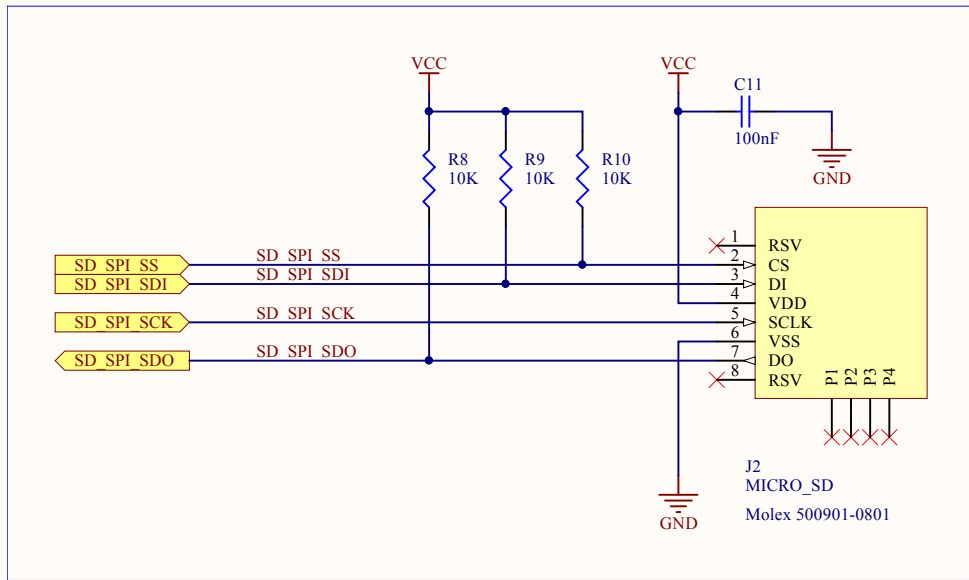 VCC
VCC
C11
100nF
GND
R8
10K
R9
10K
R10
10K
SD_SPI_SS
SD_SPI_SS
SD_SPI_SDI
SD_SPI_SDI
SD_SPI_SCK
SD_SPI_SCK
SD_SPI_SDO
SD_SPI_SDO
1 RSV
2 CS
3 DI
4 VDD
5 SCLK
6 VSS
7 DO
8 RSV
P1
P2
P3
P4
J2
MICRO_SD
Molex 500901-0801
GND